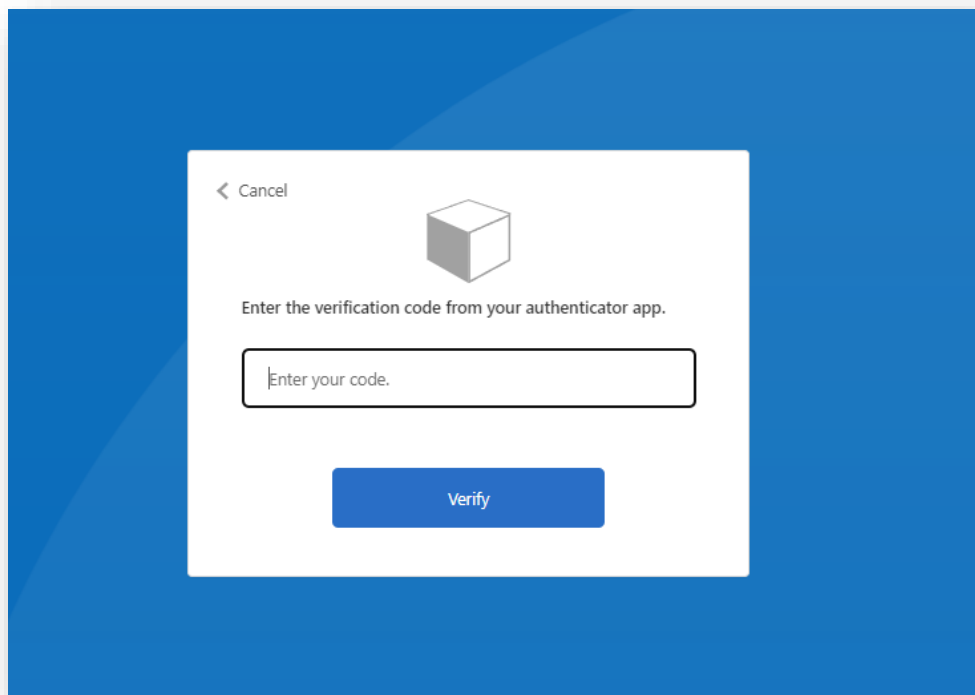 Cancel
Enter the verification code from your authenticator app.
Enter your code.
Verify